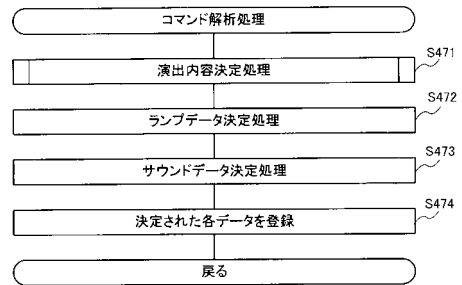 コマンド解析処理
S471
演出内容決定処理
S472
ランプデータ決定処理
S473
サウンドデータ決定処理
S474
決定された各データを登録
戻る